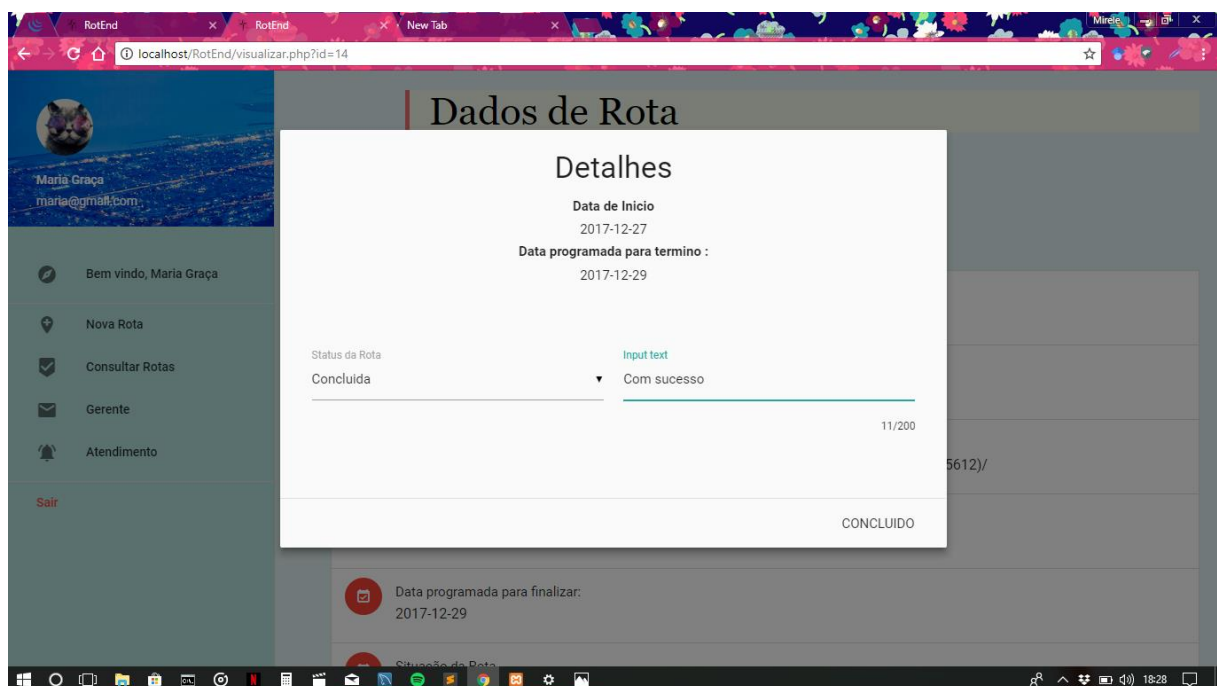 RotEnd
RotEnd
New Tab
Mirele
localhost/RotEnd/visualizar.php?id=14
Maria Graça
maria@gmail.com
Bem vindo, Maria Graça
Nova Rota
Consultar Rotas
Gerente
Atendimento
Sair
Dados de Rota
Detalhes
Data de Inicio
2017-12-27
Data programada para termino :
2017-12-29
Status da Rota
Concluida
Input text
Com sucesso
11/200
CONCLUIDO
5612)/
Data programada para finalizar:
2017-12-29
Situação da Rota
18:28